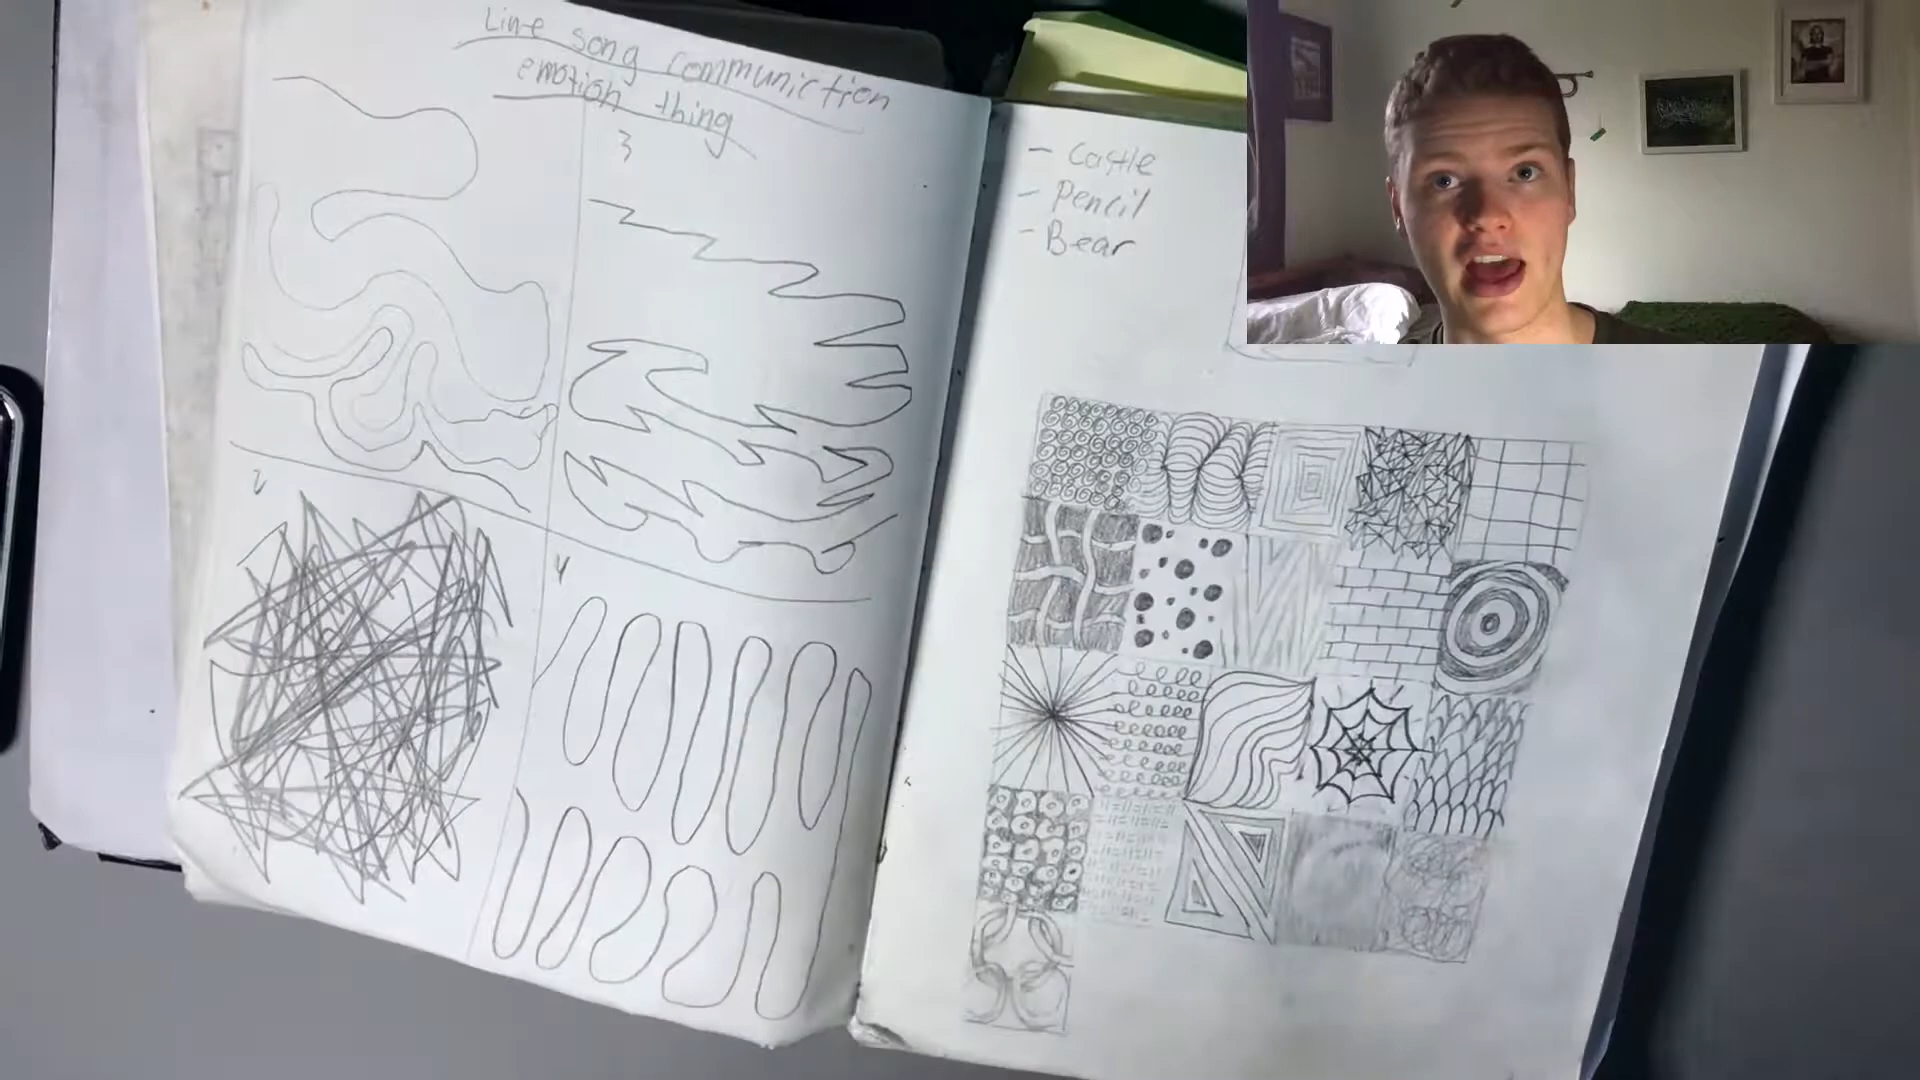 Line song communiction
emotion thing
3
2
4
- Castle
- Pencil
- Bear